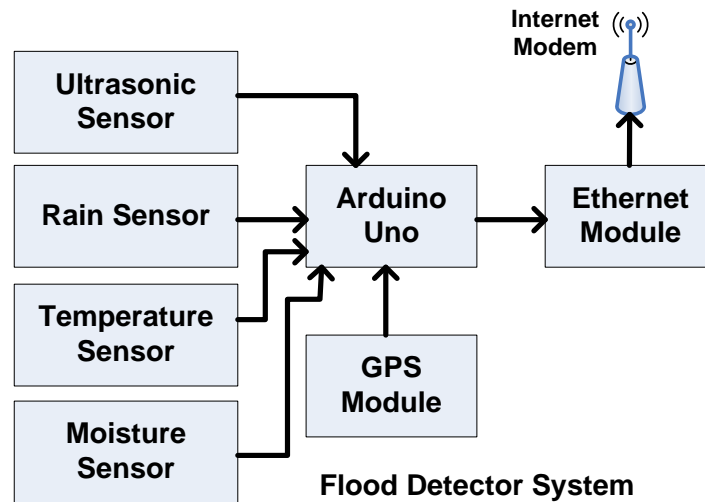 Ultrasonic
Sensor
Rain Sensor
Temperature
Sensor
Moisture
Sensor
Arduino
Uno
GPS
Module
Ethernet
Module
Internet
Modem
Flood Detector System